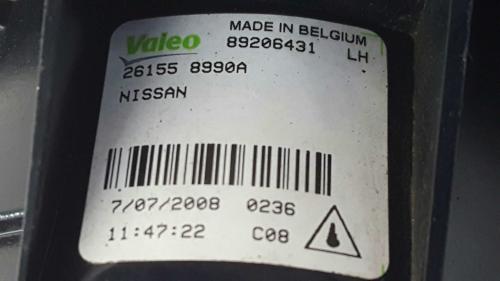 Valeo MADE IN BELGIUM
89206431 LH
26155 8990A
NISSAN
7/07/2008 0236
11:47:22 C08